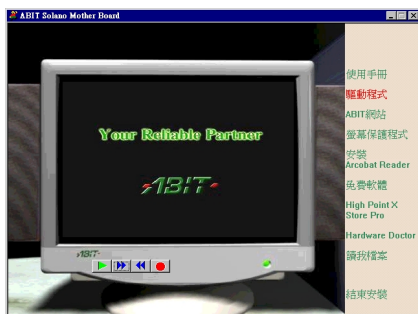 ABIT Solano Mother Board
Your Reliable Partner
ABIT
ABIT
使用手冊
驅動程式
ABIT網站
螢幕保護程式
安裝
Arcobat Reader
免費軟體
High Point X
Store Pro
Hardware Doctor
讀我檔案
結束安裝